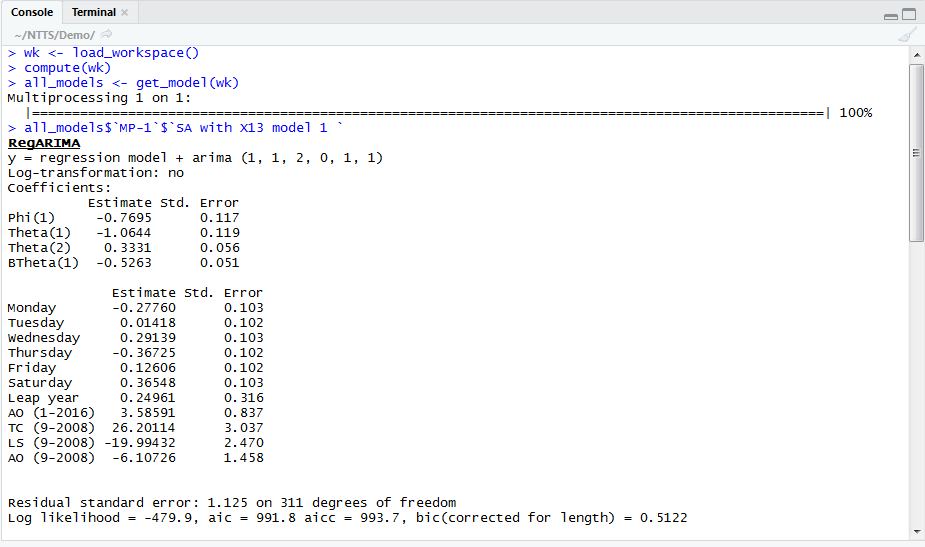 Console Terminal
~/NTTS/Demo/
> wk <- load_workspace()
> compute(wk)
> all_models <- get_model(wk)
Multiprocessing 1 on 1:
|====================================================================================================| 100%
> all_models$`MP-1`$`SA with X13 model 1 `
RegARIMA
y = regression model + arima (1, 1, 2, 0, 1, 1)
Log-transformation: no
Coefficients:
Estimate Std. Error
Phi(1) -0.7695 0.117
Theta(1) -1.0644 0.119
Theta(2) 0.3331 0.056
BTheta(1) -0.5263 0.051
Estimate Std. Error
Monday -0.27760 0.103
Tuesday 0.01418 0.102
Wednesday 0.29139 0.103
Thursday -0.36725 0.102
Friday 0.12606 0.102
Saturday 0.36548 0.103
Leap year 0.24961 0.316
AO (1-2016) 3.58591 0.837
TC (9-2008) 26.20114 3.037
LS (9-2008) -19.99432 2.470
AO (9-2008) -6.10726 1.458
Residual standard error: 1.125 on 311 degrees of freedom
Log likelihood = -479.9, aic = 991.8 aicc = 993.7, bic(corrected for length) = 0.5122